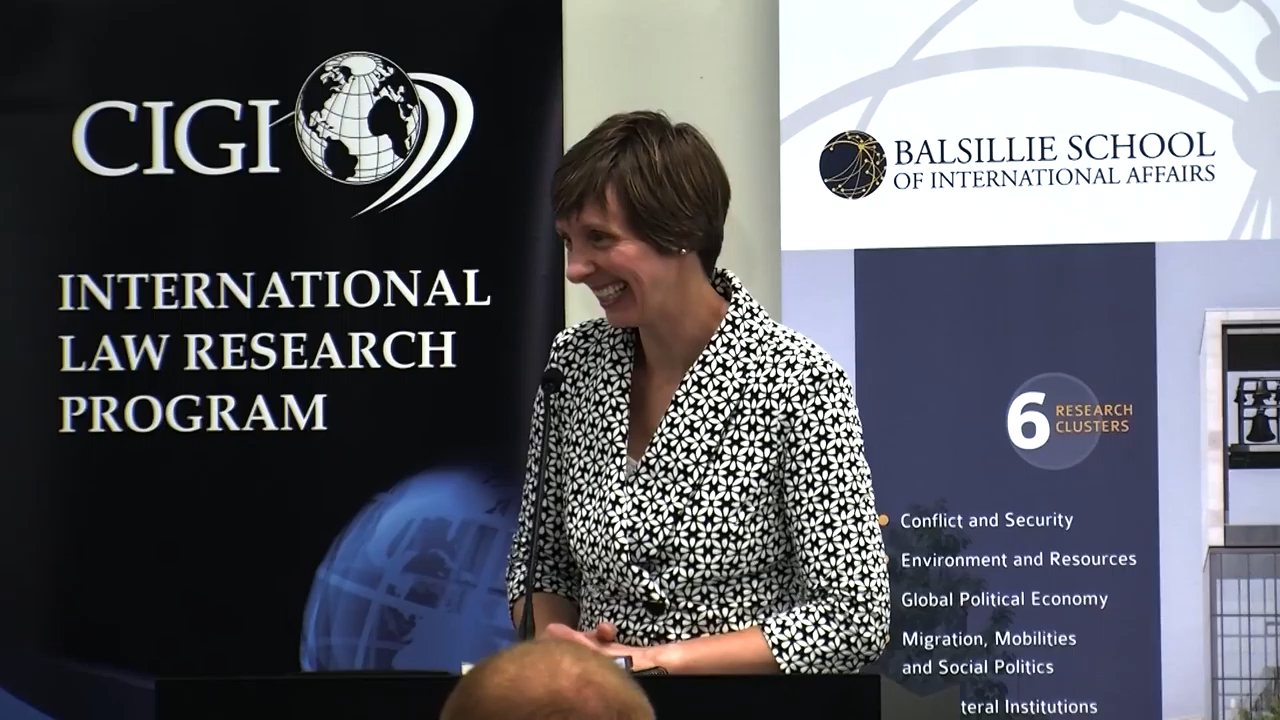 CIGI
INTERNATIONAL
LAW RESEARCH
PROGRAM
BALSILLIE SCHOOL
OF INTERNATIONAL AFFAIRS
6 RESEARCH
CLUSTERS
Conflict and Security
Environment and Resources
Global Political Economy
Migration, Mobilities
and Social Politics
Institutions